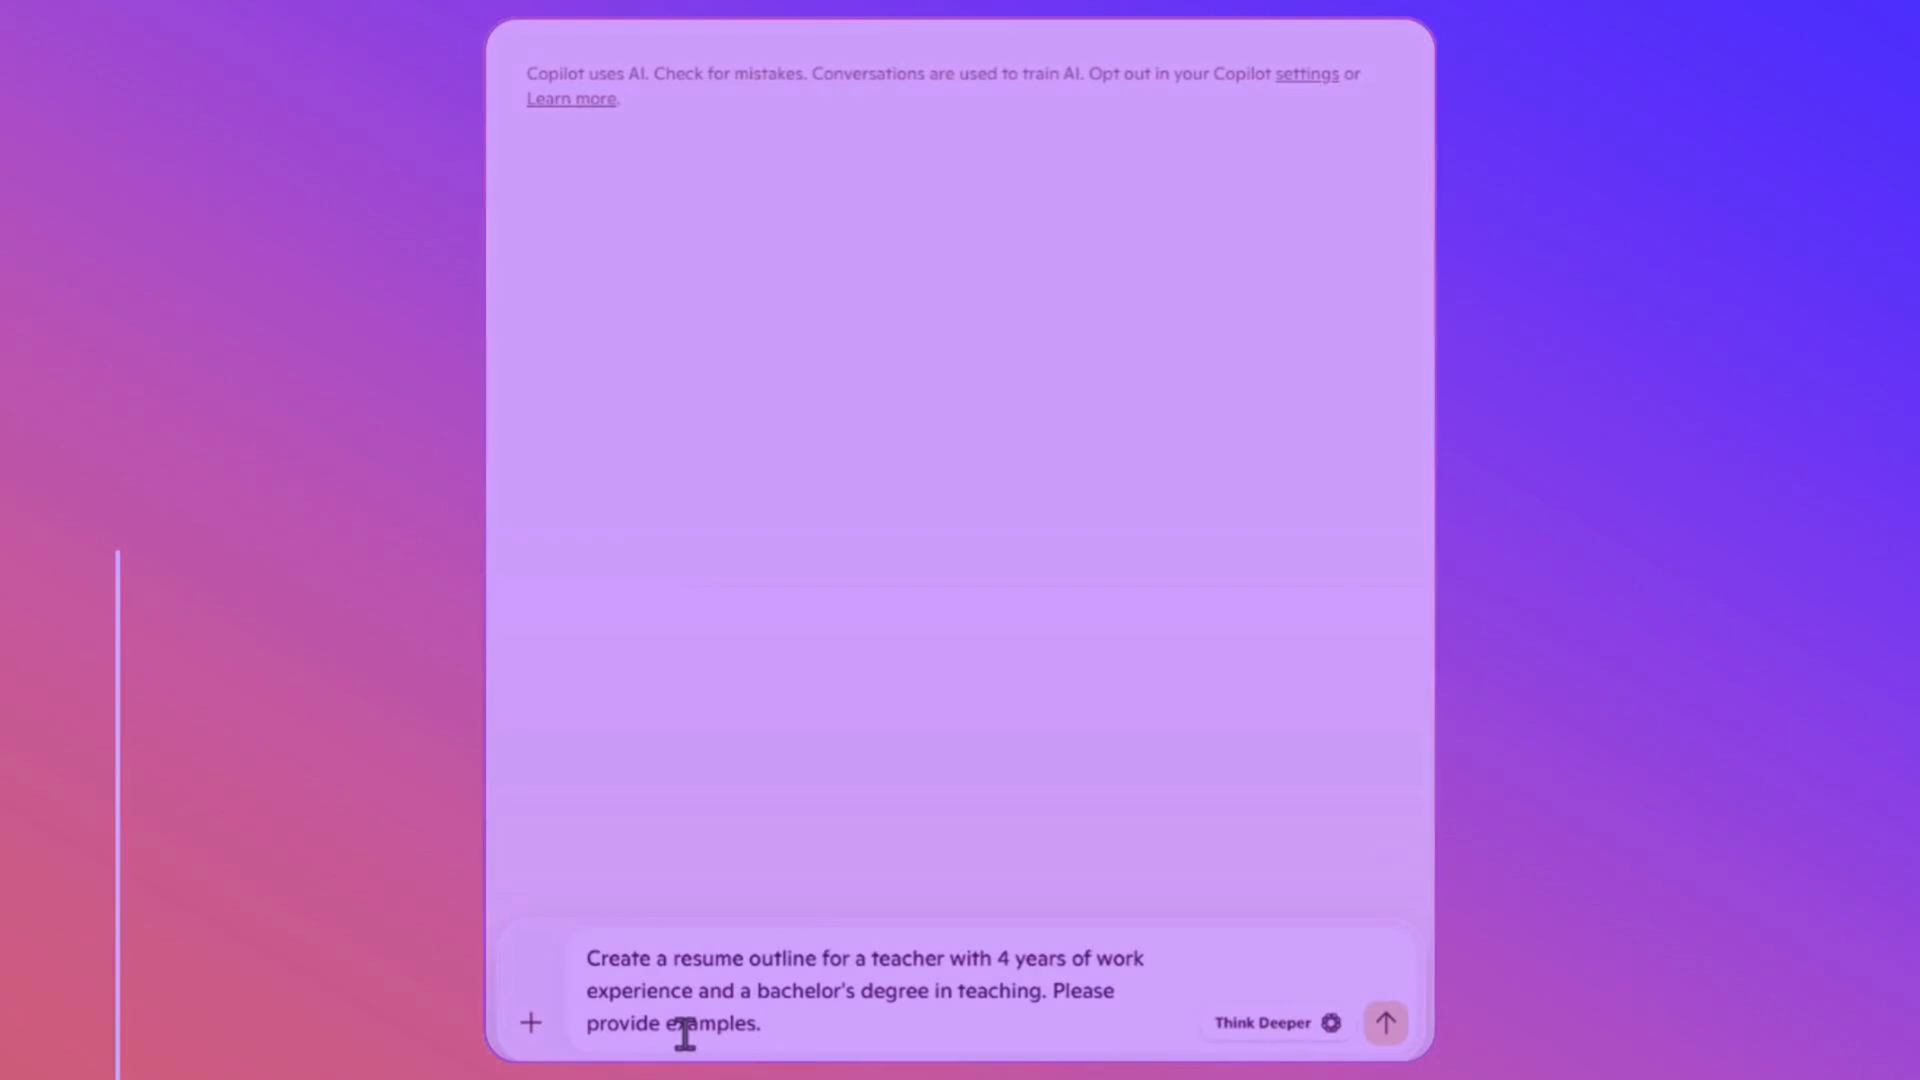 Copilot uses AI. Check for mistakes. Conversations are used to train AI. Opt out in your Copilot settings or
Learn more.
Create a resume outline for a teacher with 4 years of work
experience and a bachelor's degree in teaching. Please
provide examples.
Think Deeper